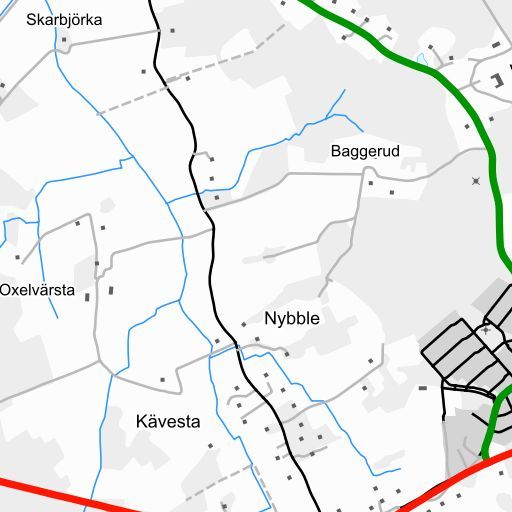 Skarbjörka
Baggerud
Oxelvärsta
Nybble
Kävesta